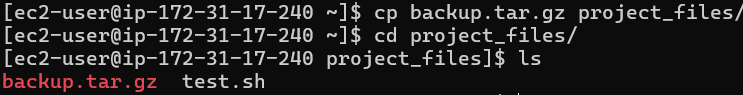 [ec2-user@ip-172-31-17-240 ~]$ cp backup.tar.gz project_files/
[ec2-user@ip-172-31-17-240 ~]$ cd project_files/
[ec2-user@ip-172-31-17-240 project_files]$ ls
backup.tar.gz  test.sh